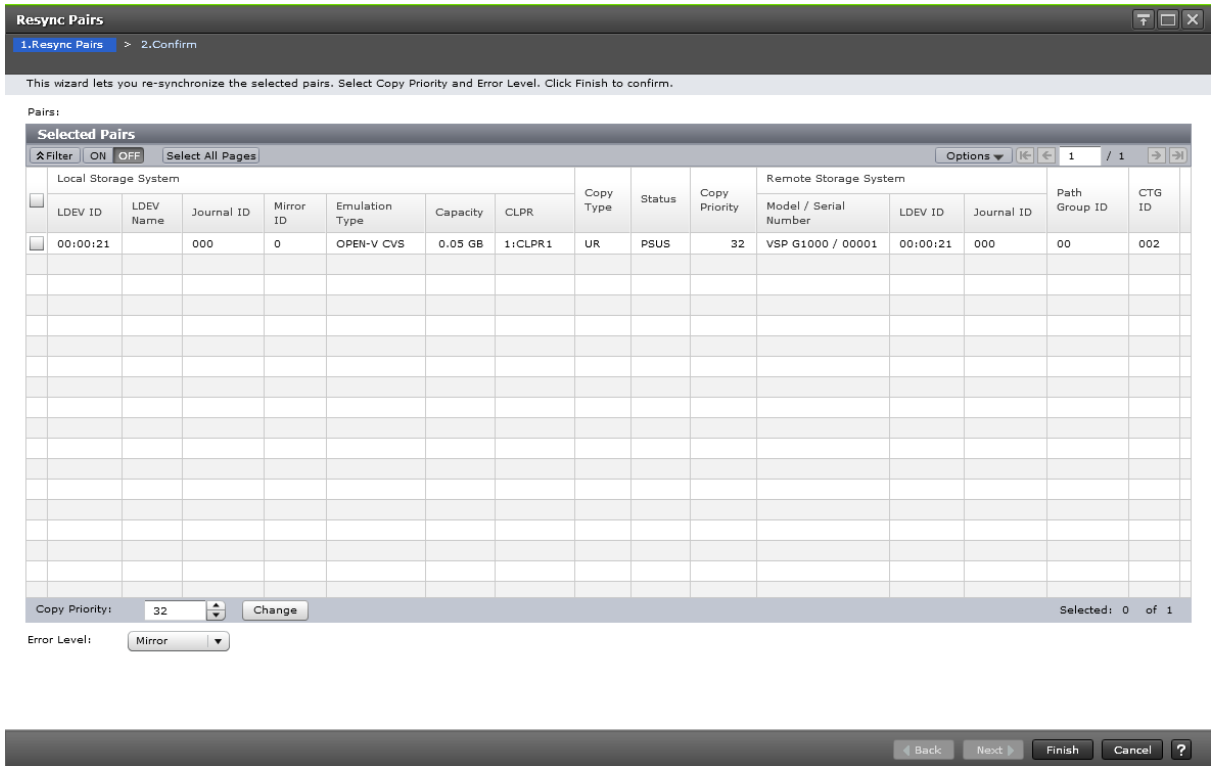 Resync Pairs
1.Resync Pairs > 2.Confirm
This wizard lets you re-synchronize the selected pairs. Select Copy Priority and Error Level. Click Finish to confirm.
Pairs:
Selected Pairs
Filter ON OFF Select All Pages Options 1 / 1
Local Storage System Copy Type Status Copy Priority Remote Storage System Path Group ID CTG ID
LDEV ID LDEV Name Journal ID Mirror ID Emulation Type Capacity CLPR Model / Serial Number LDEV ID Journal ID
00:00:21 000 0 OPEN-V CVS 0.05 GB 1:CLPR1 UR PSUS 32 VSP G1000 / 00001 00:00:21 000 00 002
Copy Priority: 32 Change Selected: 0 of 1
Error Level: Mirror
Back Next Finish Cancel ?